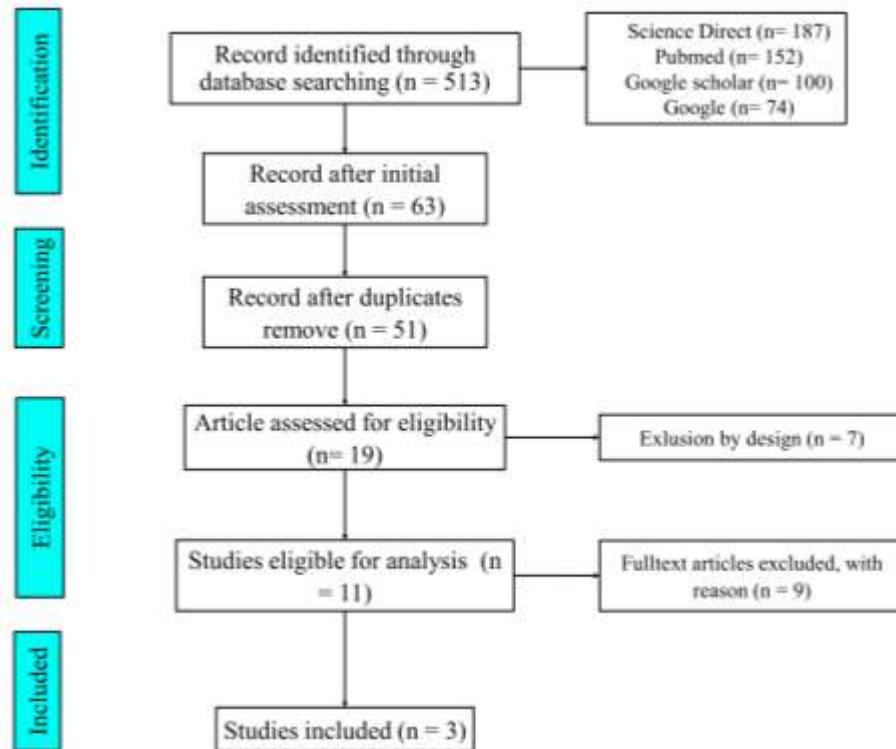 Identification
Record identified through
database searching (n = 513)
Science Direct (n= 187)
Pubmed (n= 152)
Google scholar (n= 100)
Google (n= 74)
Record after initial
assessment (n = 63)
Screening
Record after duplicates
remove (n = 51)
Eligibility
Article assessed for eligibility
(n= 19)
Exlusion by design (n = 7)
Studies eligible for analysis (n
= 11)
Fulltext articles excluded, with
reason (n = 9)
Included
Studies included (n = 3)